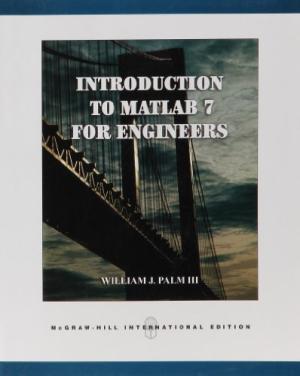 INTRODUCTION
TO MATLAB 7
FOR ENGINEERS
WILLIAM J. PALM III
McGRAW-HILL INTERNATIONAL EDITION